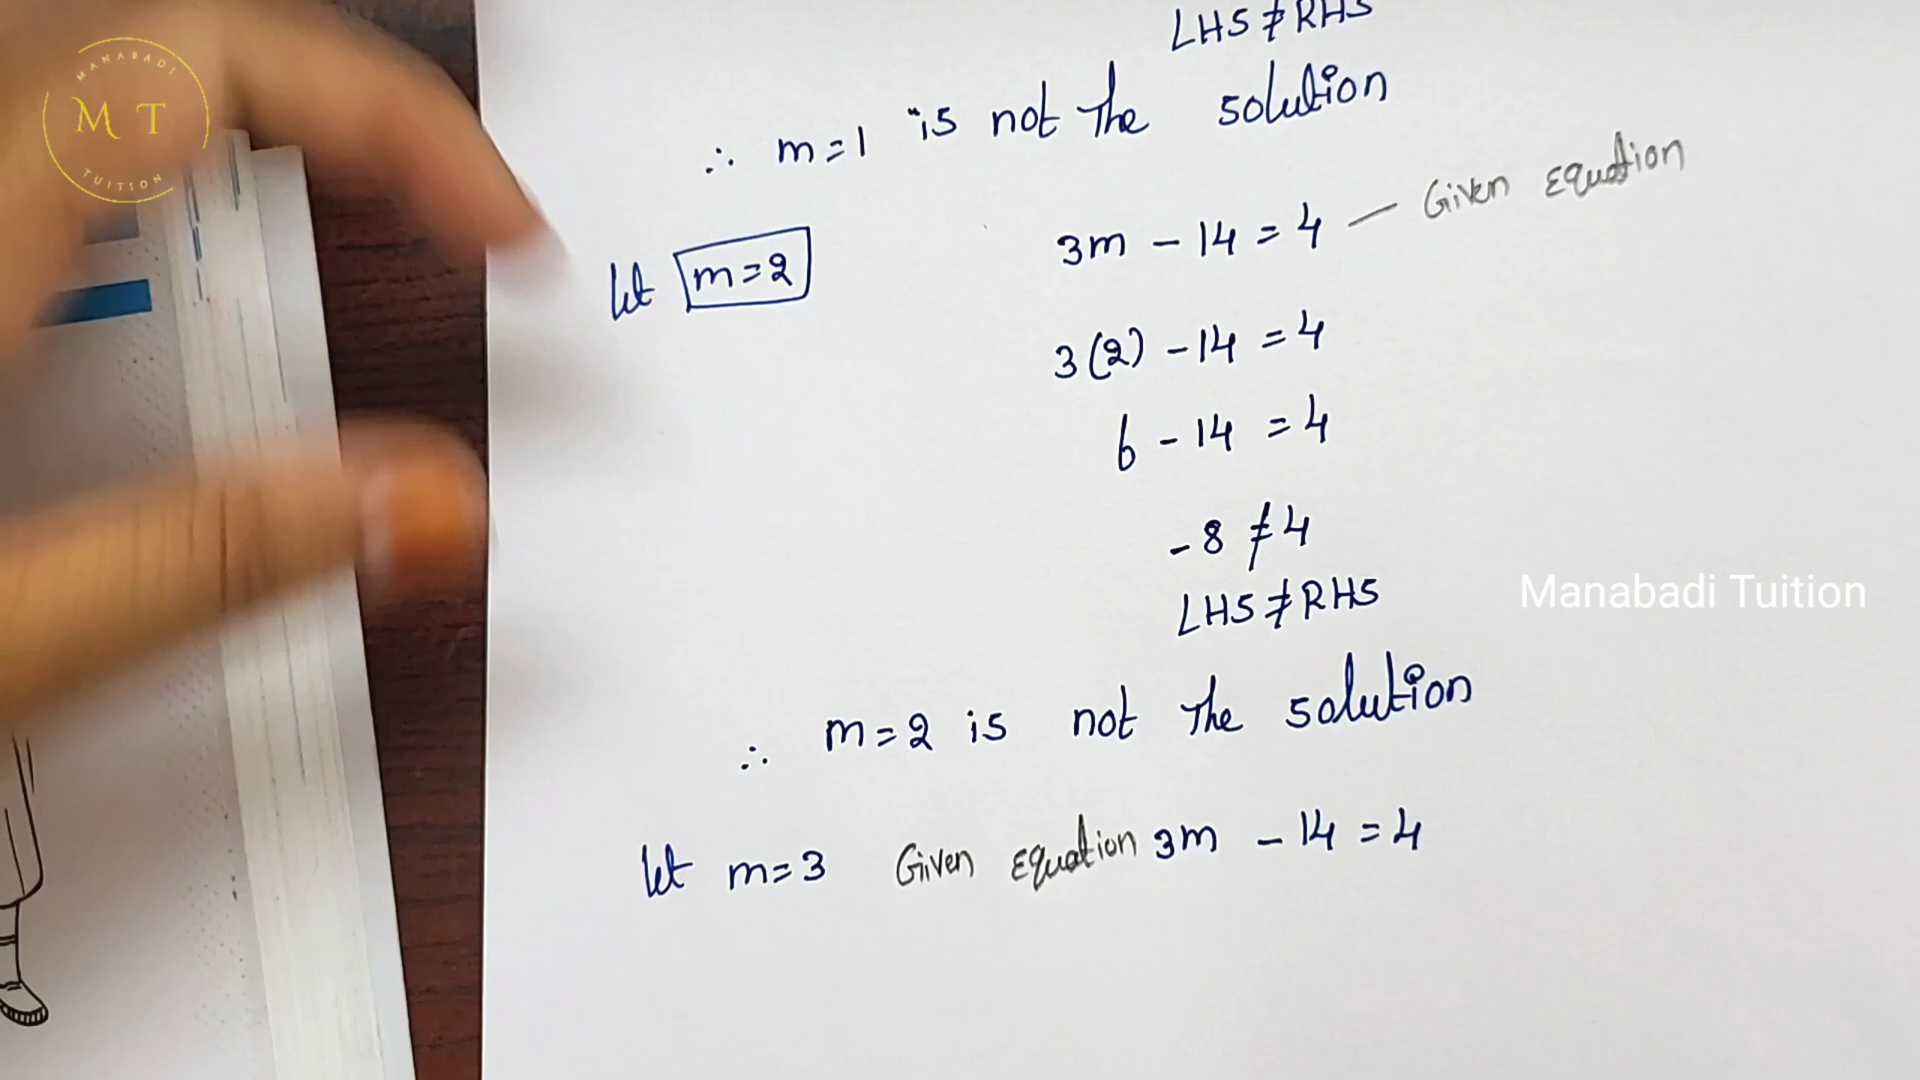 MANABADI
M T
TUITION
LHS ≠ RHS
∴ m=1 is not The solution
3m - 14 = 4 — Given Equation
let m=2
3(2) - 14 = 4
6 - 14 = 4
-8 ≠ 4
LHS ≠ RHS
Manabadi Tuition
∴ m=2 is not The solution
let m=3 Given Equation 3m - 14 = 4